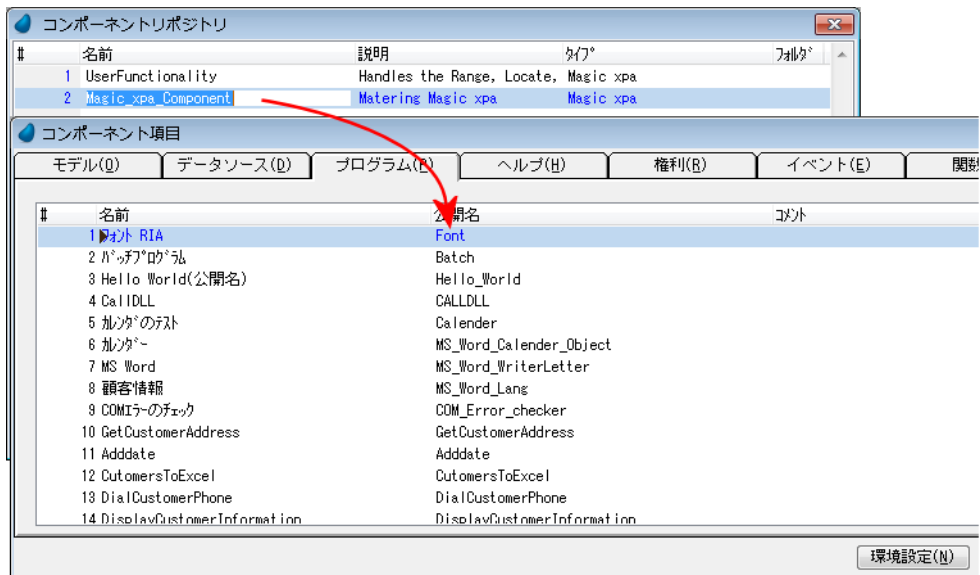 コンポーネントリポジトリ
# 名前 説明 ﾀｲﾌﾟ ﾌｫﾙﾀﾞ
1 UserFunctionality Handles the Range, Locate, Magic xpa
2 Magic_xpa_Component Matering Magic xpa Magic xpa
コンポーネント項目
モデル(O) データソース(D) プログラム(P) ヘルプ(H) 権利(R) イベント(E) 関数
# 名前 公開名 ｺﾒﾝﾄ
1 ﾌｫﾝﾄ RIA Font
2 ﾊﾞｯﾁﾌﾟﾛｸﾞﾗﾑ Batch
3 Hello World(公開名) Hello_World
4 CallDLL CALLDLL
5 ｶﾚﾝﾀﾞのﾃｽﾄ Calender
6 ｶﾚﾝﾀﾞｰ MS_Word_Calender_Object
7 MS Word MS_Word_WriterLetter
8 顧客情報 MS_Word_Lang
9 COMｴﾗｰのﾁｪｯｸ COM_Error_checker
10 GetCustomerAddress GetCustomerAddress
11 Adddate Adddate
12 CutomersToExcel CutomersToExcel
13 DialCustomerPhone DialCustomerPhone
14 DisplayCustomerInformation DisplayCustomerInformation
環境設定(N)